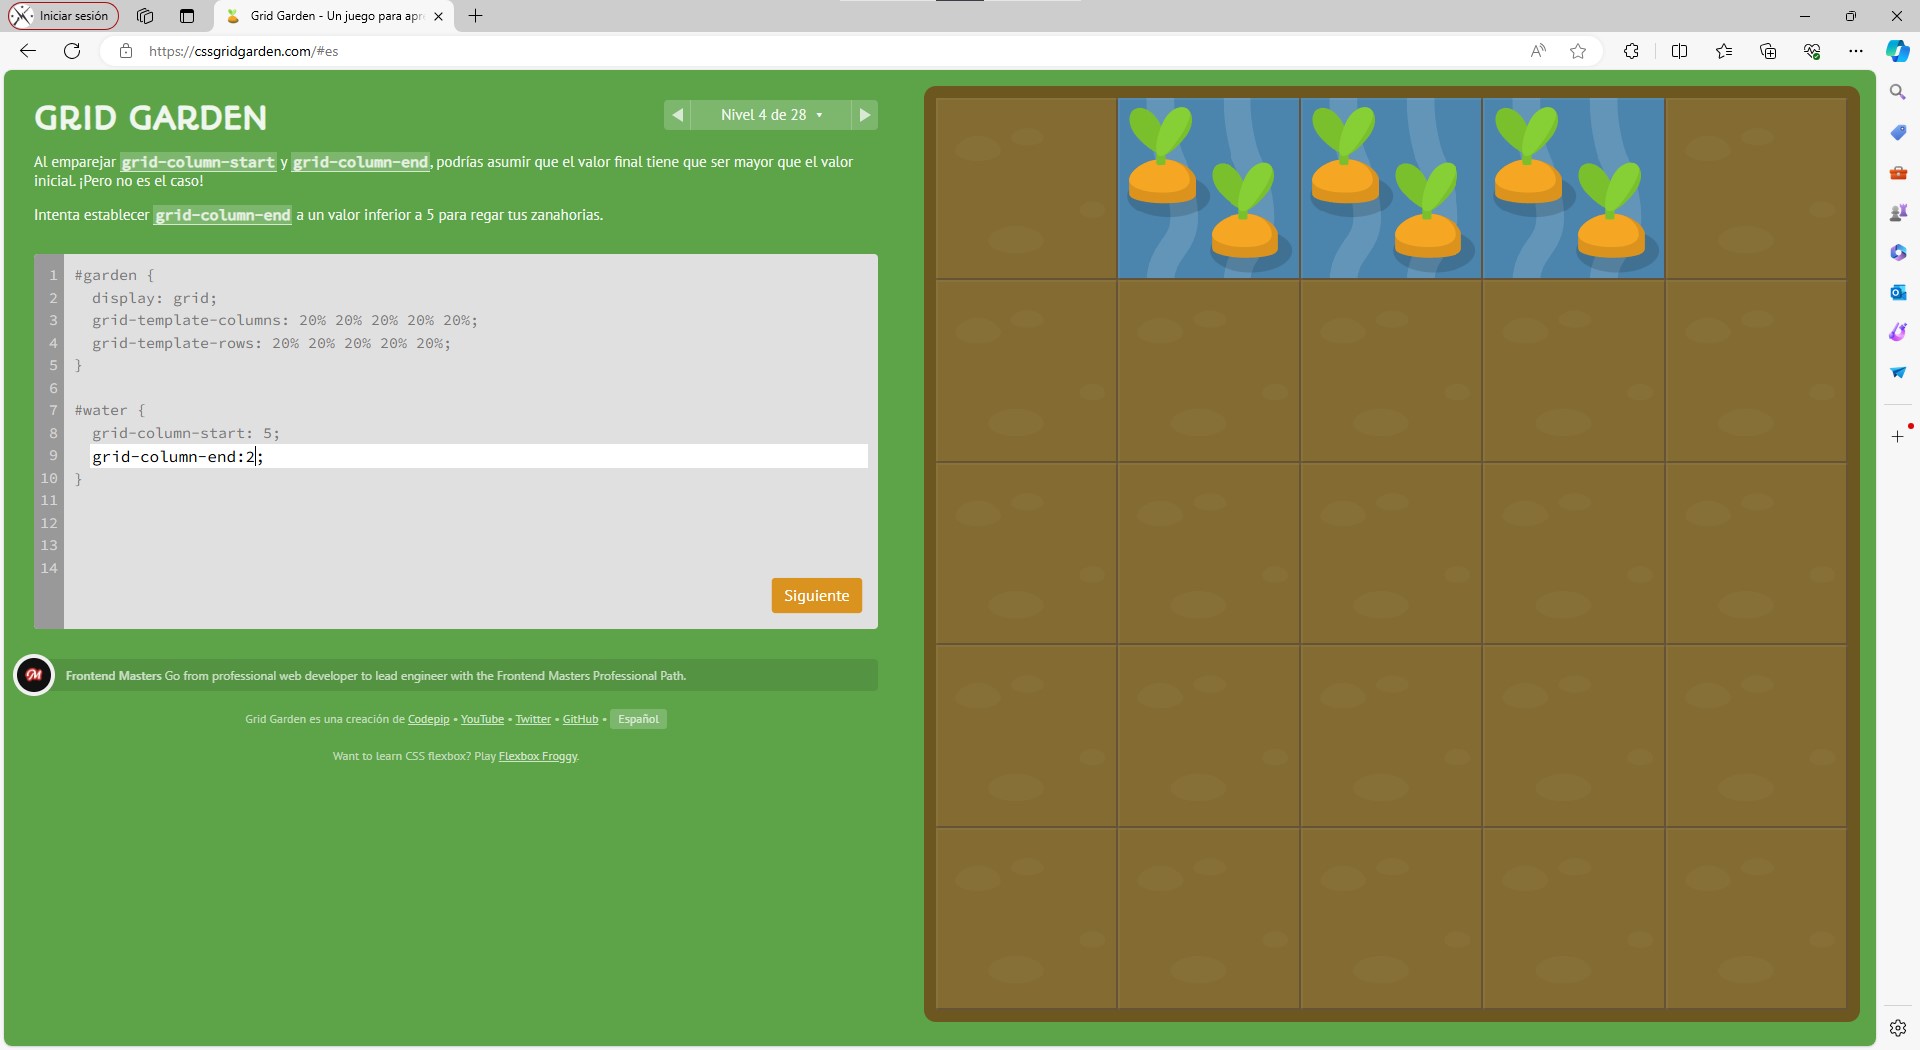 Iniciar sesión
Grid Garden - Un juego para apr
https://cssgridgarden.com/#es
GRID GARDEN
Nivel 4 de 28
Al emparejar grid-column-start y grid-column-end, podrías asumir que el valor final tiene que ser mayor que el valor
inicial. ¡Pero no es el caso!
Intenta establecer grid-column-end a un valor inferior a 5 para regar tus zanahorias.
1 #garden {
2 display: grid;
3 grid-template-columns: 20% 20% 20% 20% 20%;
4 grid-template-rows: 20% 20% 20% 20% 20%;
5 }
6
7 #water {
8 grid-column-start: 5;
9 grid-column-end:2;
10 }
11
12
13
14
Siguiente
Frontend Masters Go from professional web developer to lead engineer with the Frontend Masters Professional Path.
Grid Garden es una creación de Codepip • YouTube • Twitter • GitHub • Español
Want to learn CSS flexbox? Play Flexbox Froggy.